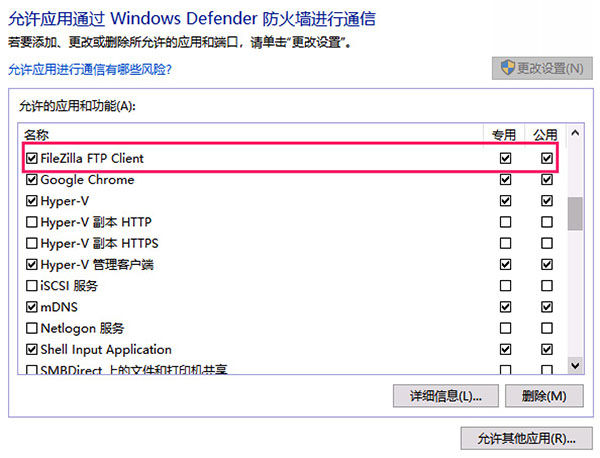 允许应用通过 Windows Defender 防火墙进行通信
若要添加、更改或删除所允许的应用和端口，请单击“更改设置”。
允许应用进行通信有哪些风险?
更改设置(N)
允许的应用和功能(A):
名称 专用 公用
FileZilla FTP Client
Google Chrome
Hyper-V
Hyper-V 副本 HTTP
Hyper-V 副本 HTTPS
Hyper-V 管理客户端
iSCSI 服务
mDNS
Netlogon 服务
Shell Input Application
SMBDirect 上的文件和打印机共享
详细信息(L)... 删除(M)
允许其他应用(R)...